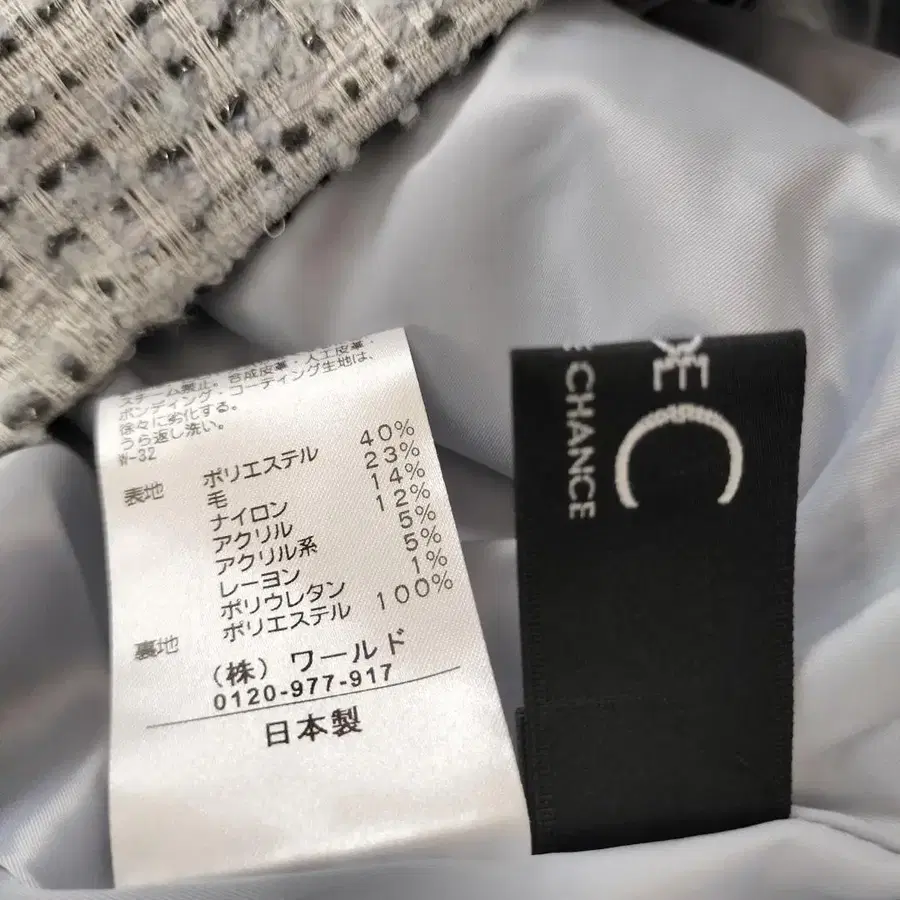 スチーム禁止。合成皮革・人工皮革・
ボンディング・コーティング生地は、
徐々に劣化する。
うら返し洗い。
W-32
表地 ポリエステル 40%
毛 23%
ナイロン 14%
アクリル 12%
アクリル系 5%
レーヨン 5%
ポリウレタン 1%
裏地 ポリエステル 100%
(株) ワールド
0120-977-917
日本製
DE C
CHANCE